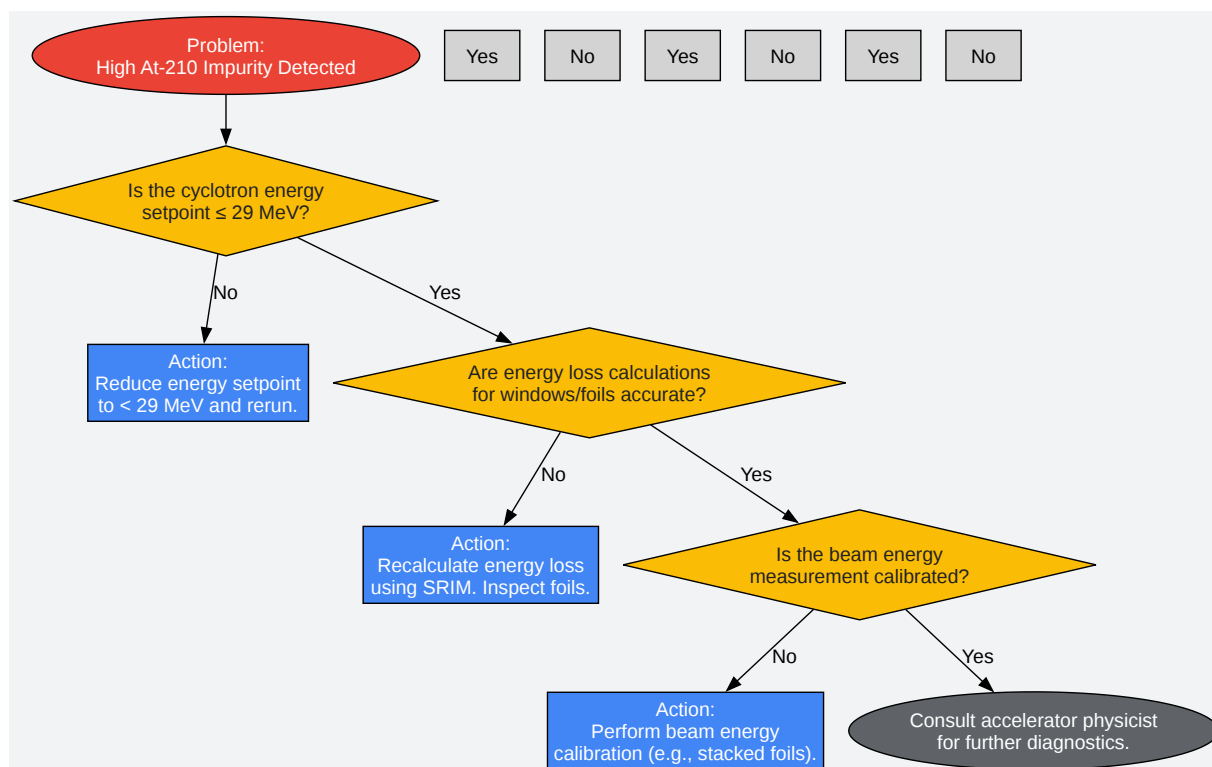 Problem:
High At-210 Impurity Detected
Yes
No
Yes
No
Yes
No
Is the cyclotron energy
setpoint ≤ 29 MeV?
No
Yes
Action:
Reduce energy setpoint
to < 29 MeV and rerun.
Are energy loss calculations
for windows/foils accurate?
No
Yes
Action:
Recalculate energy loss
using SRIM. Inspect foils.
Is the beam energy
measurement calibrated?
No
Yes
Action:
Perform beam energy
calibration (e.g., stacked foils).
Consult accelerator physicist
for further diagnostics.